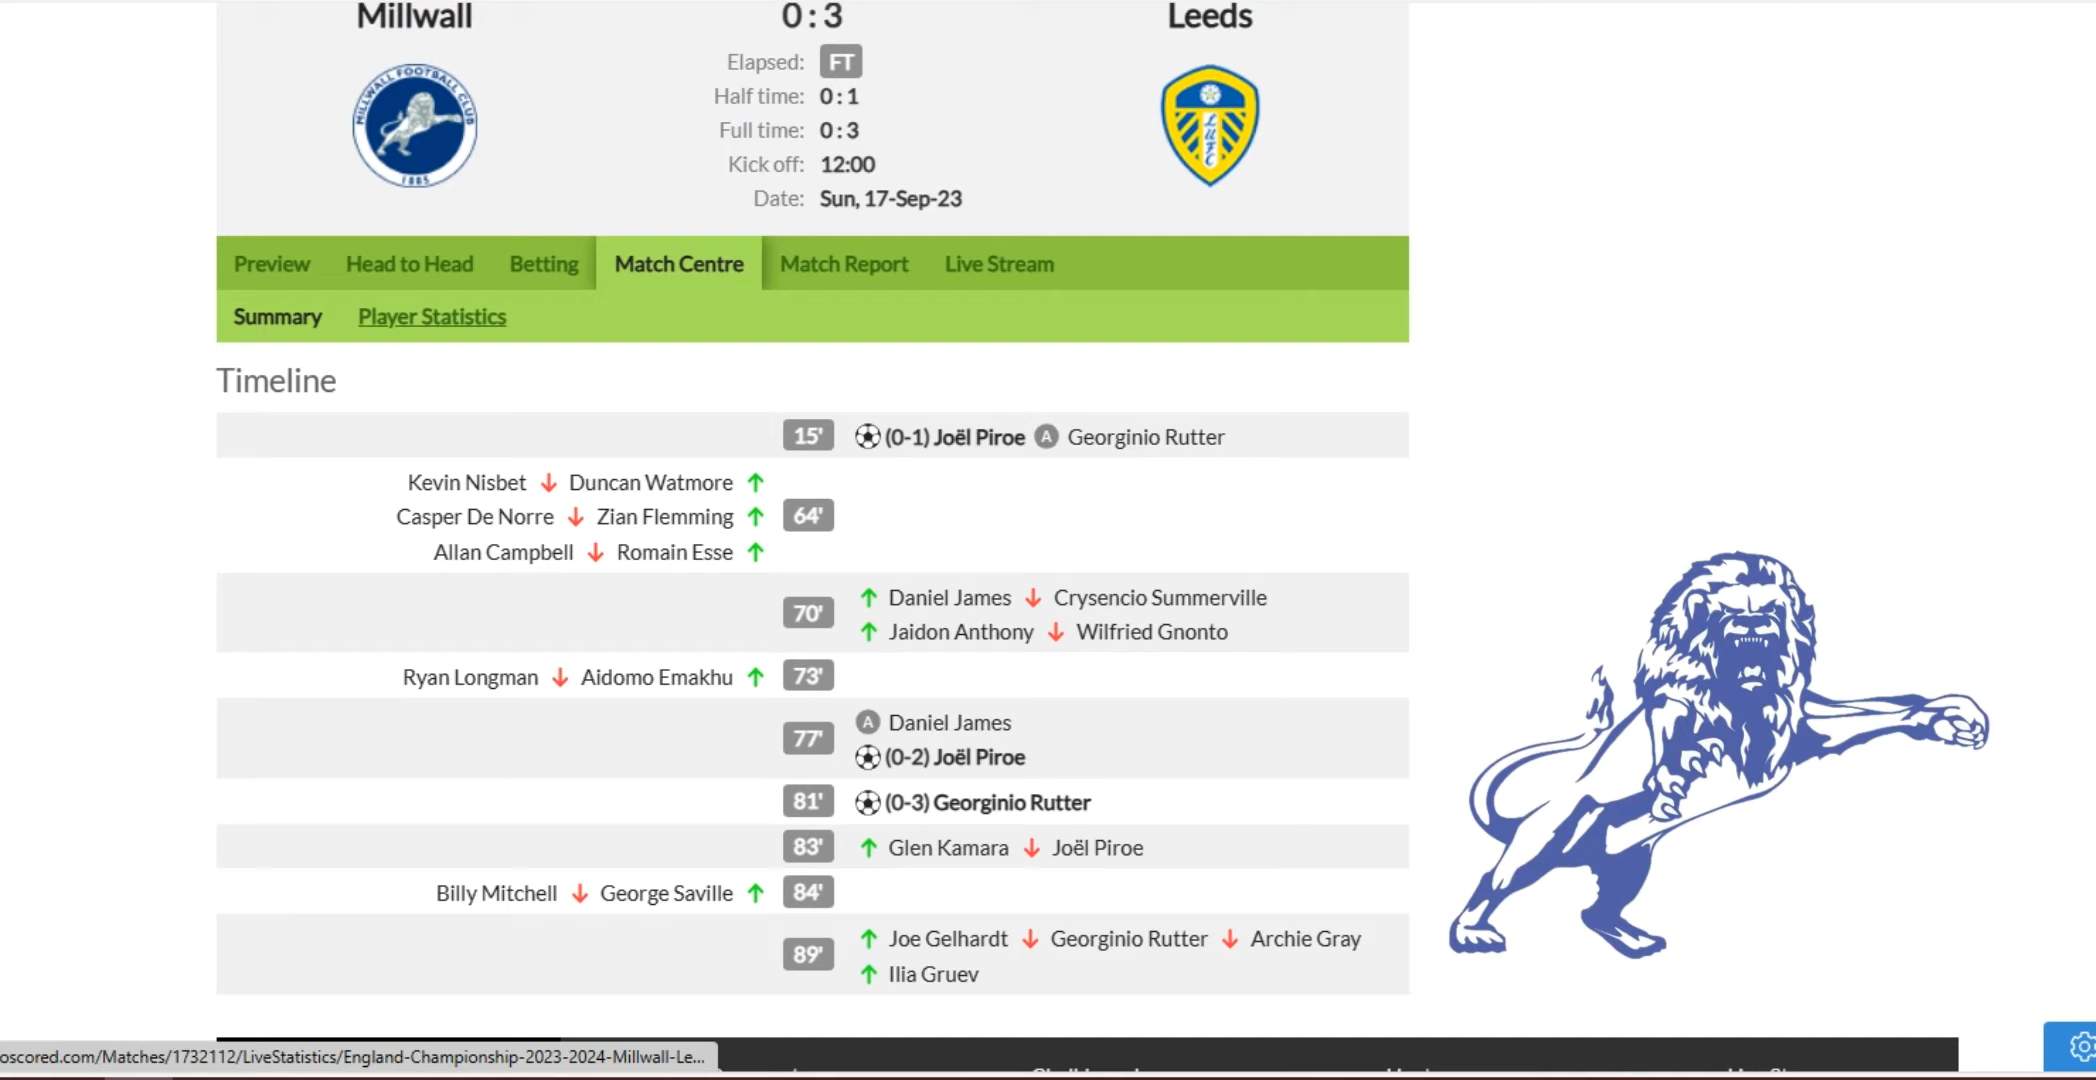 Millwall 0 : 3 Leeds
MILLWALL FOOTBALL CLUB
1885
LUFC
Elapsed: FT
Half time: 0 : 1
Full time: 0 : 3
Kick off: 12:00
Date: Sun, 17-Sep-23
Preview Head to Head Betting Match Centre Match Report Live Stream
Summary Player Statistics
Timeline
15' (0-1) Joël Piroe A Georginio Rutter
Kevin Nisbet Duncan Watmore
Casper De Norre Zian Flemming 64'
Allan Campbell Romain Esse
70' Daniel James Crysencio Summerville
Jaidon Anthony Wilfried Gnonto
Ryan Longman Aidomo Emakhu 73'
77' A Daniel James
(0-2) Joël Piroe
81' (0-3) Georginio Rutter
83' Glen Kamara Joël Piroe
Billy Mitchell George Saville 84'
89' Joe Gelhardt Georginio Rutter Archie Gray
Ilia Gruev
oscored.com/Matches/1732112/LiveStatistics/England-Championship-2023-2024-Millwall-Le...